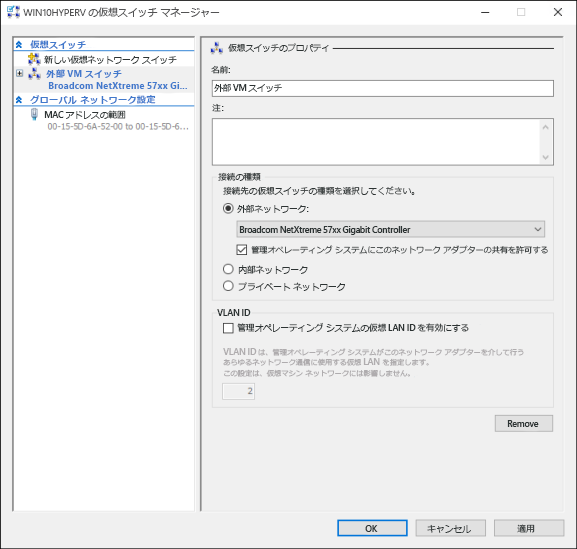 WIN10HYPERV の仮想スイッチ マネージャー
仮想スイッチ
新しい仮想ネットワーク スイッチ
外部 VM スイッチ
Broadcom NetXtreme 57xx Gi...
グローバル ネットワーク設定
MAC アドレスの範囲
00-15-5D-6A-52-00 to 00-15-5D-6...
仮想スイッチのプロパティ
名前:
外部 VM スイッチ
注:
接続の種類
接続先の仮想スイッチの種類を選択してください。
外部ネットワーク:
Broadcom NetXtreme 57xx Gigabit Controller
管理オペレーティング システムにこのネットワーク アダプターの共有を許可する
内部ネットワーク
プライベート ネットワーク
VLAN ID
管理オペレーティング システムの仮想 LAN ID を有効にする
VLAN ID は、管理オペレーティング システムがこのネットワーク アダプターを介して行う
あらゆるネットワーク通信に使用する仮想 LAN を指定します。
この設定は、仮想マシン ネットワークには影響しません。
2
Remove
OK
キャンセル
適用